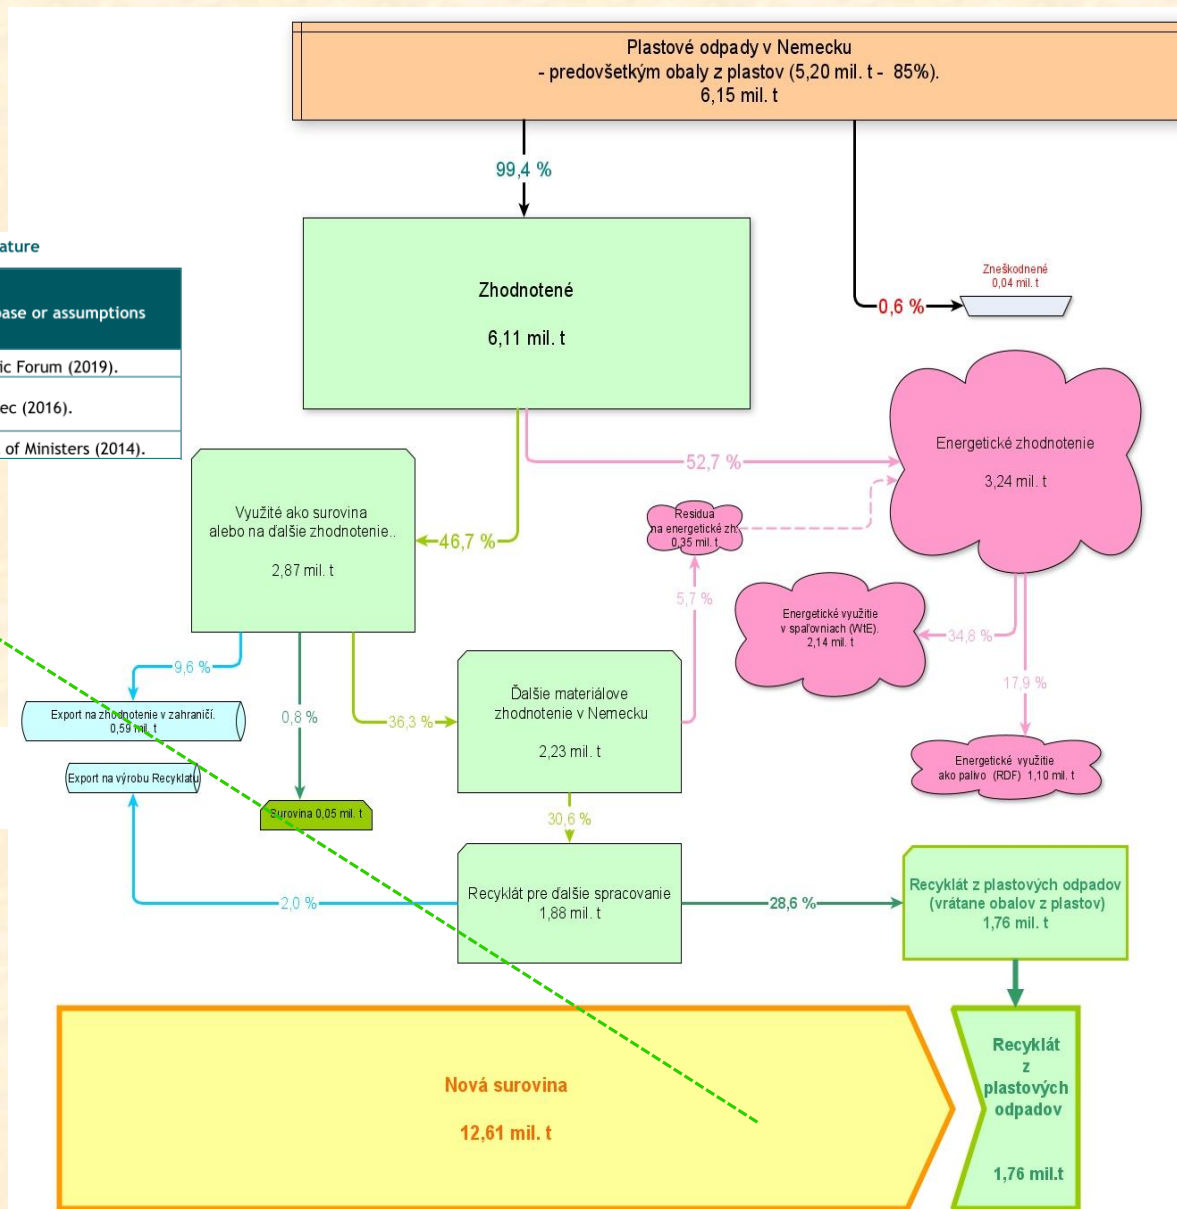 Plastové odpady v Nemecku
- predovšetkým obaly z plastov (5,20 mil. t - 85%).
6,15 mil. t
99,4 %
0,6 %
Zneškodnené
0,04 mil. t
Zhodnotené
6,11 mil. t
ature
base or assumptions
ic Forum (2019).
ec (2016).
of Ministers (2014).
52,7 %
46,7 %
Energetické zhodnotenie
3,24 mil. t
Využité ako surovina
alebo na ďalšie zhodnotenie..
2,87 mil. t
Residua
na energetické zh.
0,35 mil. t
5,7 %
Energetické využitie
v spaľovniach (WtE).
2,14 mil. t
34,8 %
17,9 %
Energetické využitie
ako palivo (RDF) 1,10 mil. t
9,6 %
0,8 %
36,3 %
Ďalšie materiálove
zhodnotenie v Nemecku
2,23 mil. t
Export na zhodnotenie v zahraničí.
0,59 mil. t
Export na výrobu Recyklatu
Surovina 0,05 mil. t
30,6 %
Recyklát pre ďalšie spracovanie
1,88 mil. t
2,0 %
28,6 %
Recyklát z plastových odpadov
(vrátane obalov z plastov)
1,76 mil. t
Nová surovina
12,61 mil. t
Recyklát
z
plastových
odpadov
1,76 mil.t